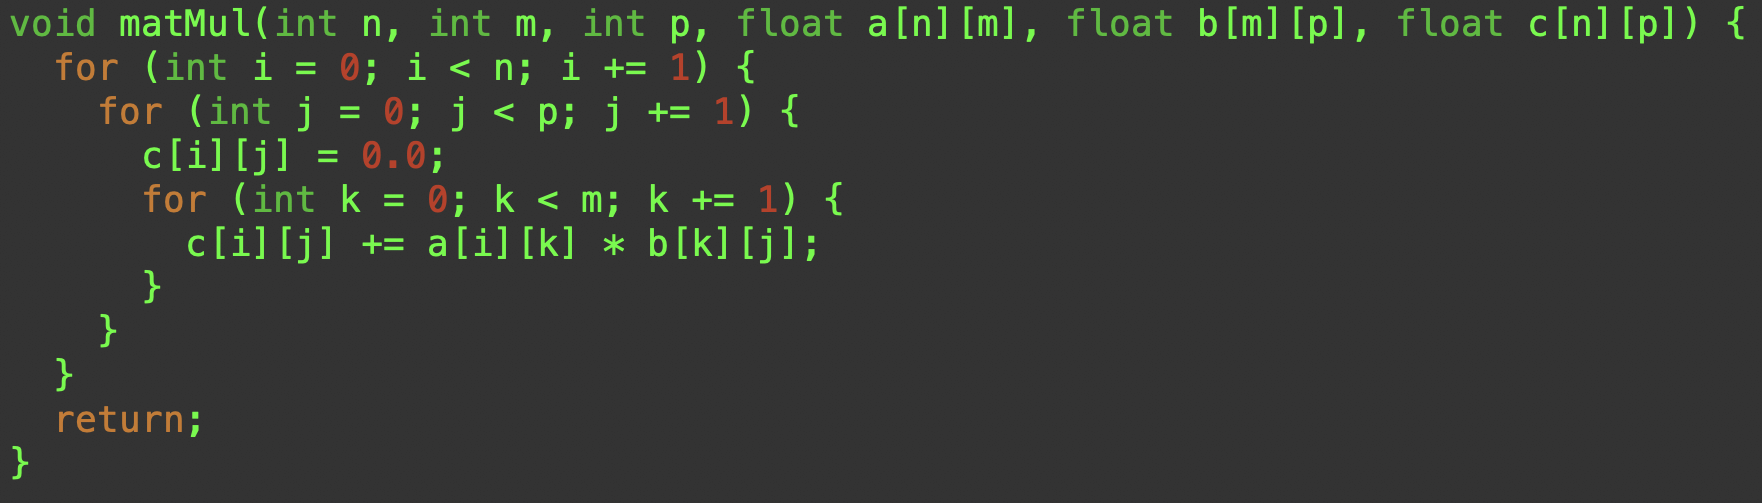 void matMul(int n, int m, int p, float a[n][m], float b[m][p], float c[n][p]) {
  for (int i = 0; i < n; i += 1) {
    for (int j = 0; j < p; j += 1) {
      c[i][j] = 0.0;
      for (int k = 0; k < m; k += 1) {
        c[i][j] += a[i][k] * b[k][j];
      }
    }
  }
  return;
}